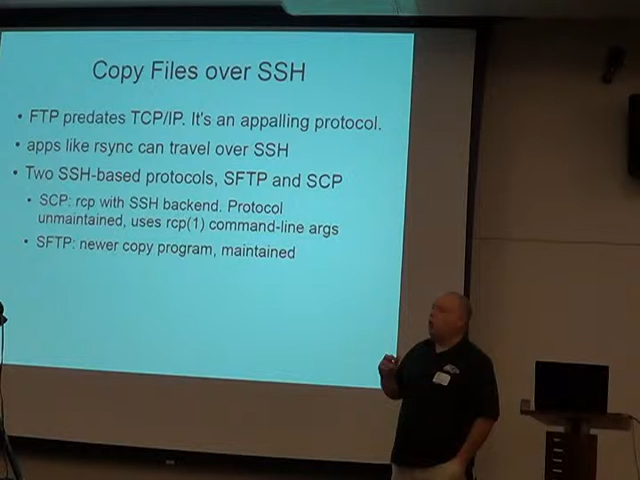 Copy Files over SSH
• FTP predates TCP/IP. It's an appalling protocol.
• apps like rsync can travel over SSH
• Two SSH-based protocols, SFTP and SCP
• SCP: rcp with SSH backend. Protocol
unmaintained, uses rcp(1) command-line args
• SFTP: newer copy program, maintained